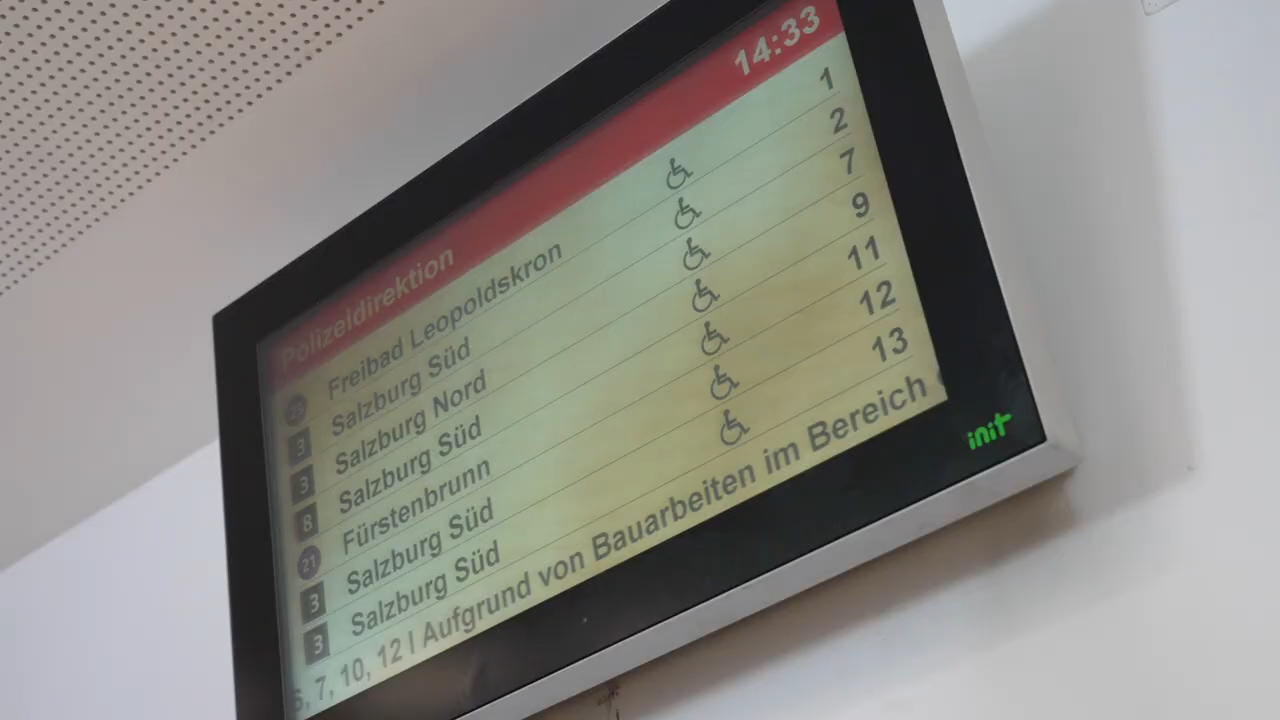 Polizeidirektion 14:33
25 Freibad Leopoldskron 1
3 Salzburg Süd 2
3 Salzburg Nord 7
8 Salzburg Süd 9
21 Fürstenbrunn 11
3 Salzburg Süd 12
3 Salzburg Süd 13
6, 7, 10, 12 | Aufgrund von Bauarbeiten im Bereich
init